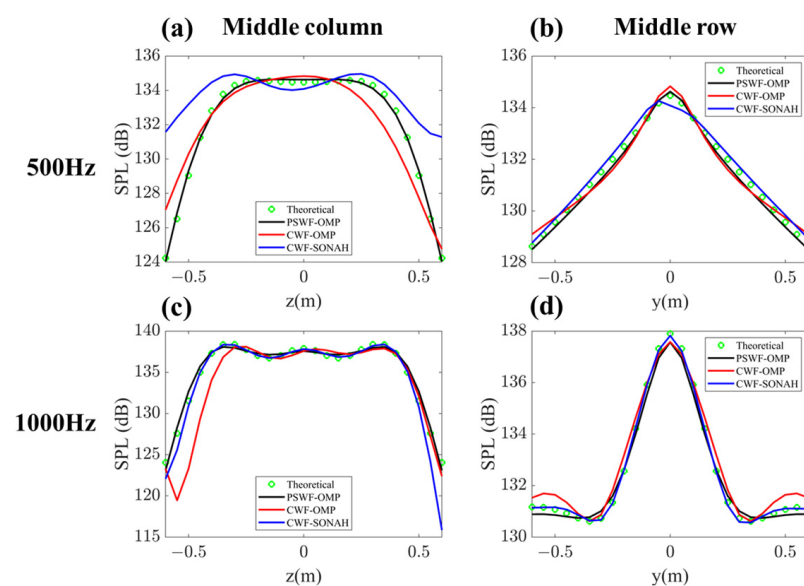 (a) Middle column
(b) Middle row
500Hz
1000Hz
136
134
132
130
128
126
124
SPL (dB)
Theoretical
PSWF-OMP
CWF-OMP
CWF-SONAH
−0.5
0
0.5
z(m)
136
134
132
130
128
SPL (dB)
Theoretical
PSWF-OMP
CWF-OMP
CWF-SONAH
−0.5
0
0.5
y(m)
(c)
140
135
130
125
120
115
SPL (dB)
Theoretical
PSWF-OMP
CWF-OMP
CWF-SONAH
−0.5
0
0.5
z(m)
(d)
138
136
134
132
130
SPL (dB)
Theoretical
PSWF-OMP
CWF-OMP
CWF-SONAH
−0.5
0
0.5
y(m)